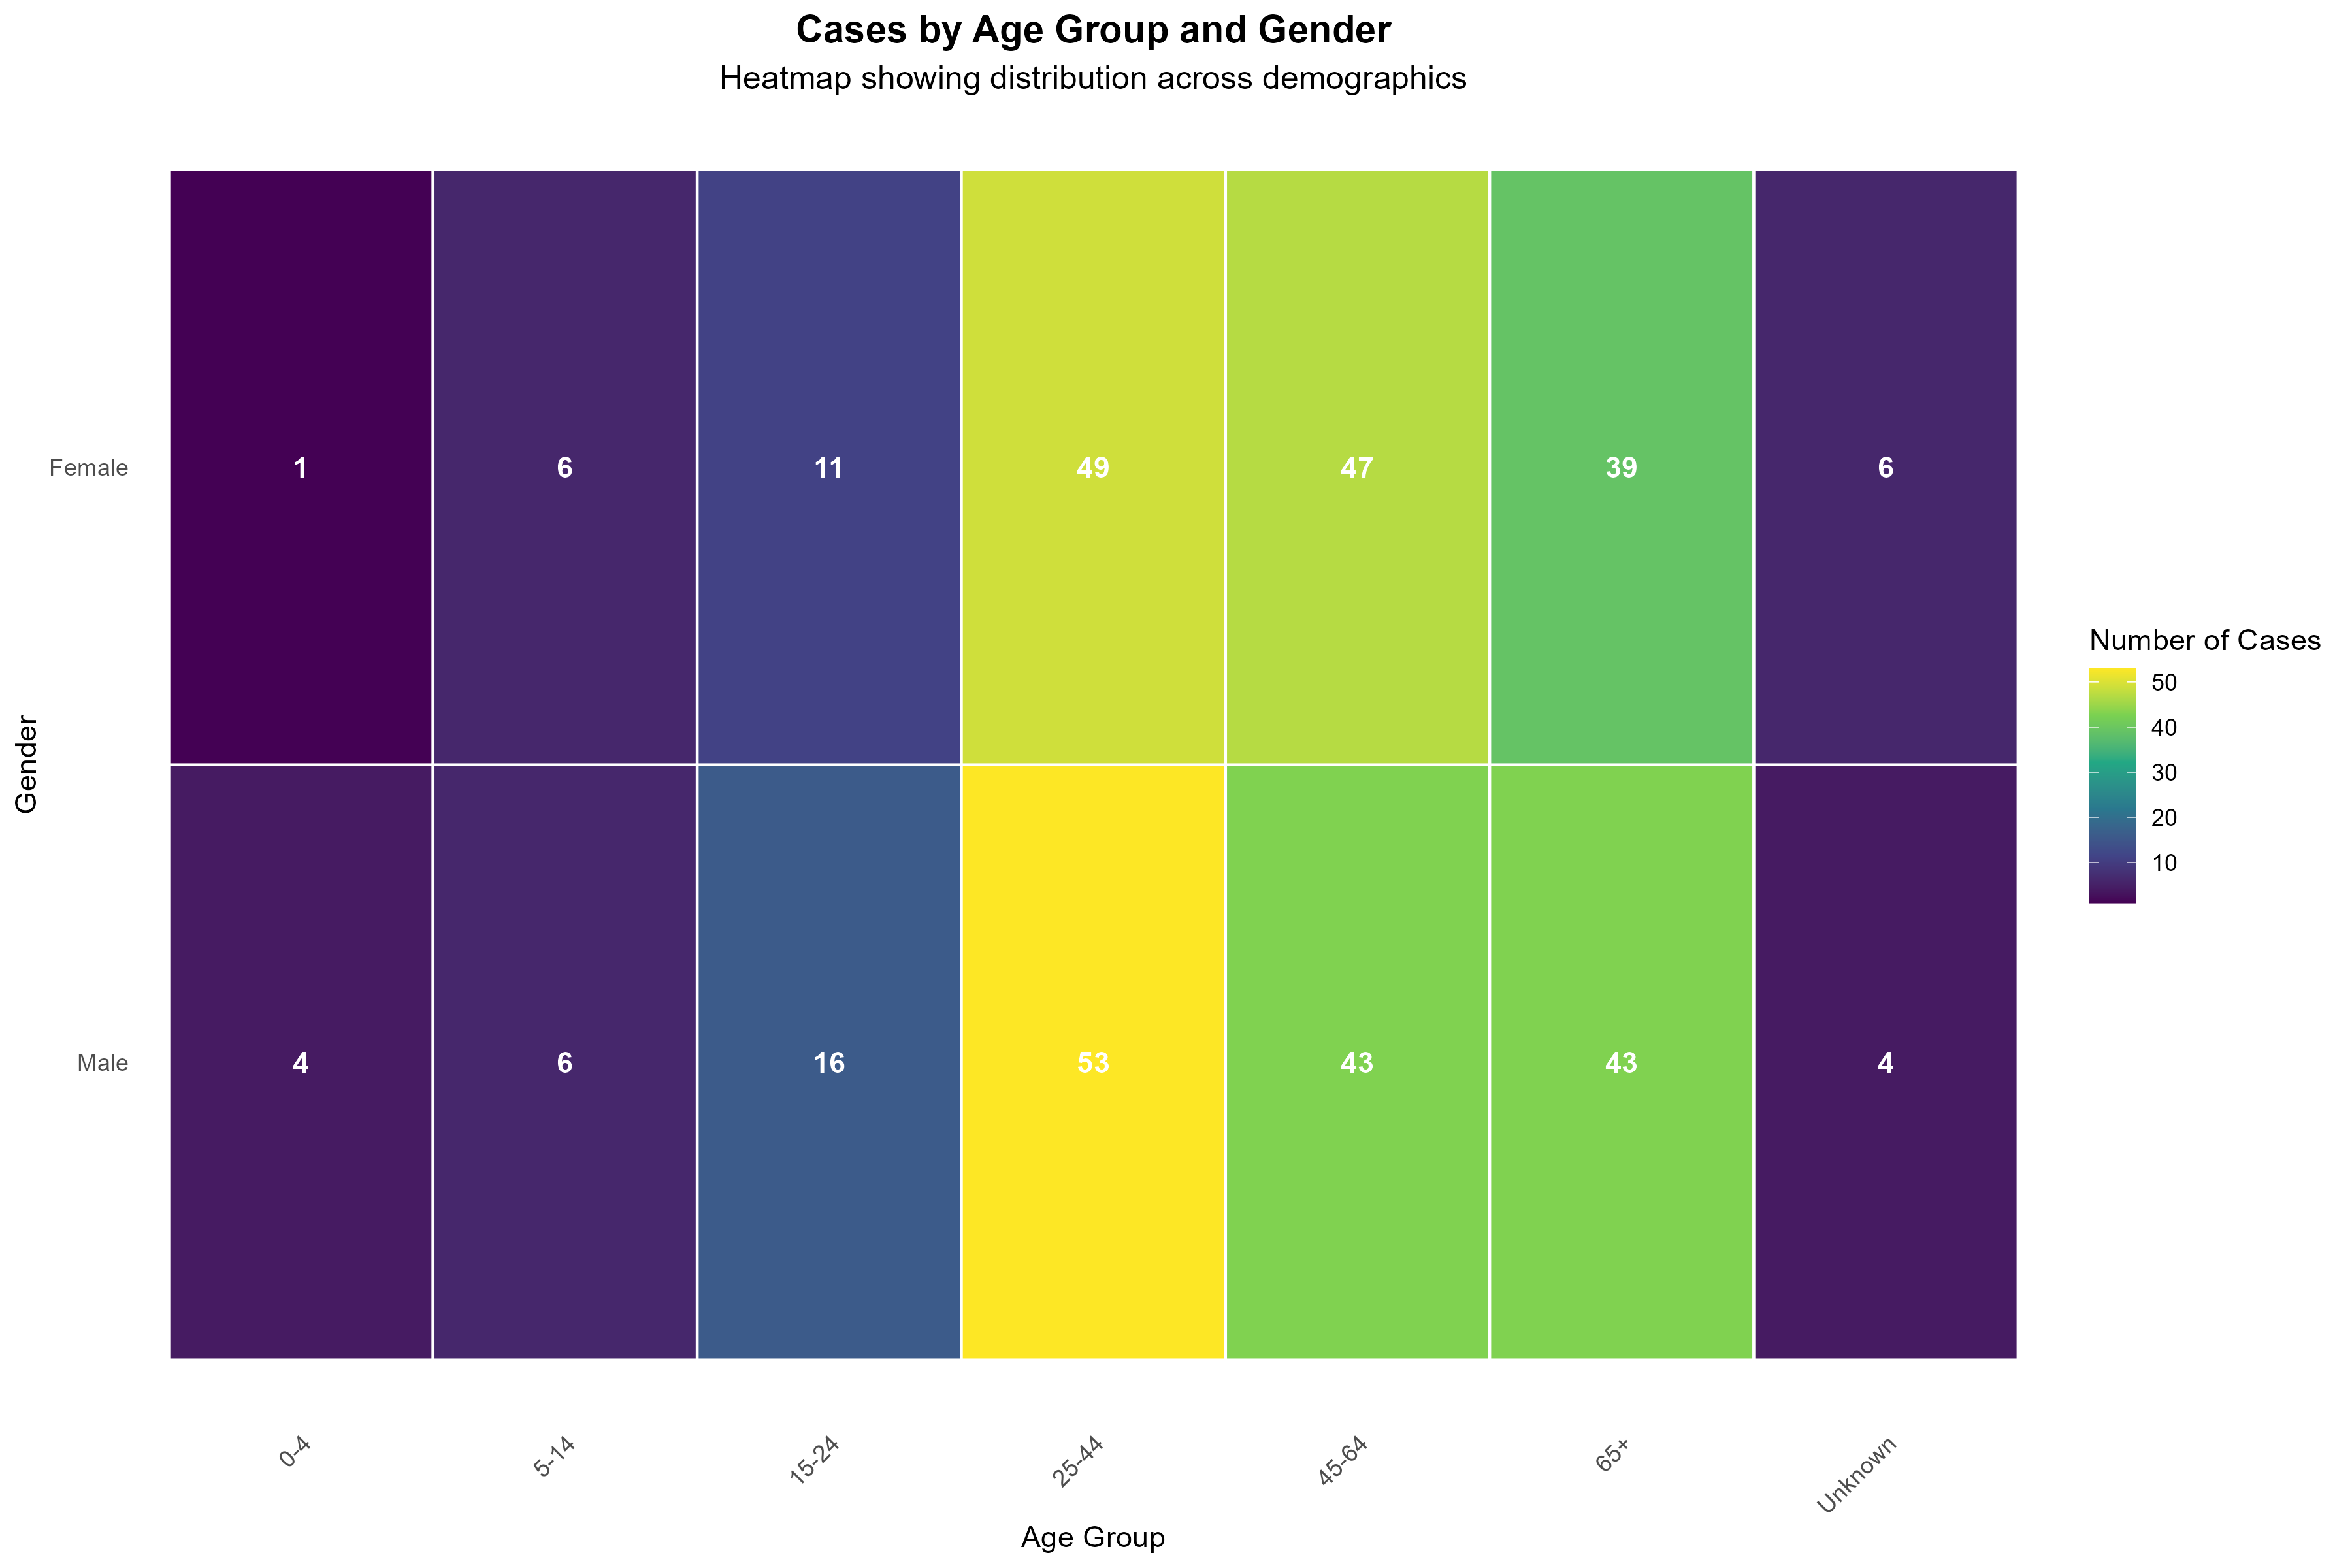 Cases by Age Group and Gender
Heatmap showing distribution across demographics
Gender
Female
1 6 11 49 47 39 6
Male
4 6 16 53 43 43 4
0-4 5-14 15-24 25-44 45-64 65+ Unknown
Age Group
Number of Cases
50
40
30
20
10